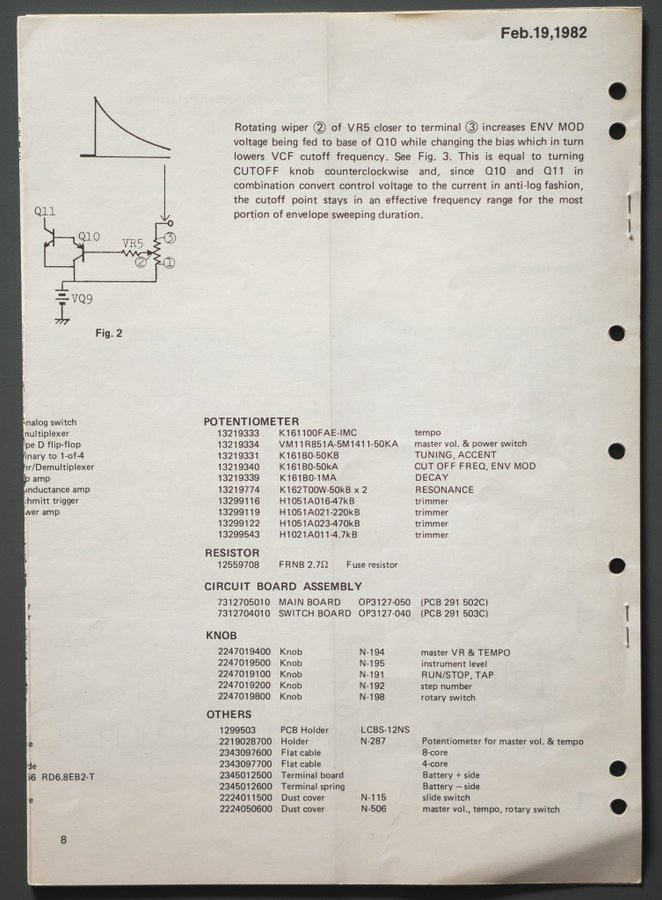 Feb.19,1982
Rotating wiper ② of VR5 closer to terminal ③ increases ENV MOD
voltage being fed to base of Q10 while changing the bias which in turn
lowers VCF cutoff frequency. See Fig. 3. This is equal to turning
CUTOFF knob counterclockwise and, since Q10 and Q11 in
combination convert control voltage to the current in anti-log fashion,
the cutoff point stays in an effective frequency range for the most
portion of envelope sweeping duration.
Q11
Q10
VR5
③
②
①
VQ9
Fig. 2
nalog switch
ultiplexer
pe D flip-flop
inary to 1-of-4
er/Demultiplexer
p amp
nductance amp
hmitt trigger
wer amp
r
r
e
de
56 RD6.8EB2-T
e
POTENTIOMETER
13219333 K161100FAE-IMC tempo
13219334 VM11R851A-5M1411-50KA master vol. & power switch
13219331 K161B0-50KB TUNING, ACCENT
13219340 K161B0-50kA CUT OFF FREQ, ENV MOD
13219339 K161B0-1MA DECAY
13219774 K162T00W-50kB x 2 RESONANCE
13299116 H1051A016-47kB trimmer
13299119 H1051A021-220kB trimmer
13299122 H1051A023-470kB trimmer
13299543 H1021A011-4.7kB trimmer
RESISTOR
12559708 FRNB 2.7Ω Fuse resistor
CIRCUIT BOARD ASSEMBLY
7312705010 MAIN BOARD OP3127-050 (PCB 291 502C)
7312704010 SWITCH BOARD OP3127-040 (PCB 291 503C)
KNOB
2247019400 Knob N-194 master VR & TEMPO
2247019500 Knob N-195 instrument level
2247019100 Knob N-191 RUN/STOP, TAP
2247019200 Knob N-192 step number
2247019800 Knob N-198 rotary switch
OTHERS
1299503 PCB Holder LCBS-12NS
2219028700 Holder N-287 Potentiometer for master vol. & tempo
2343097600 Flat cable 8-core
2343097700 Flat cable 4-core
2345012500 Terminal board Battery + side
2345012600 Terminal spring Battery – side
2224011500 Dust cover N-115 slide switch
2224050600 Dust cover N-506 master vol., tempo, rotary switch
8